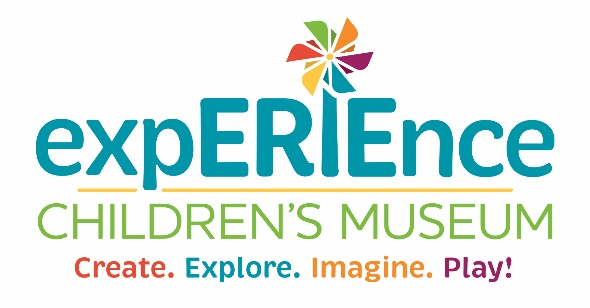 expERIEnce
CHILDREN'S MUSEUM
Create. Explore. Imagine. Play!